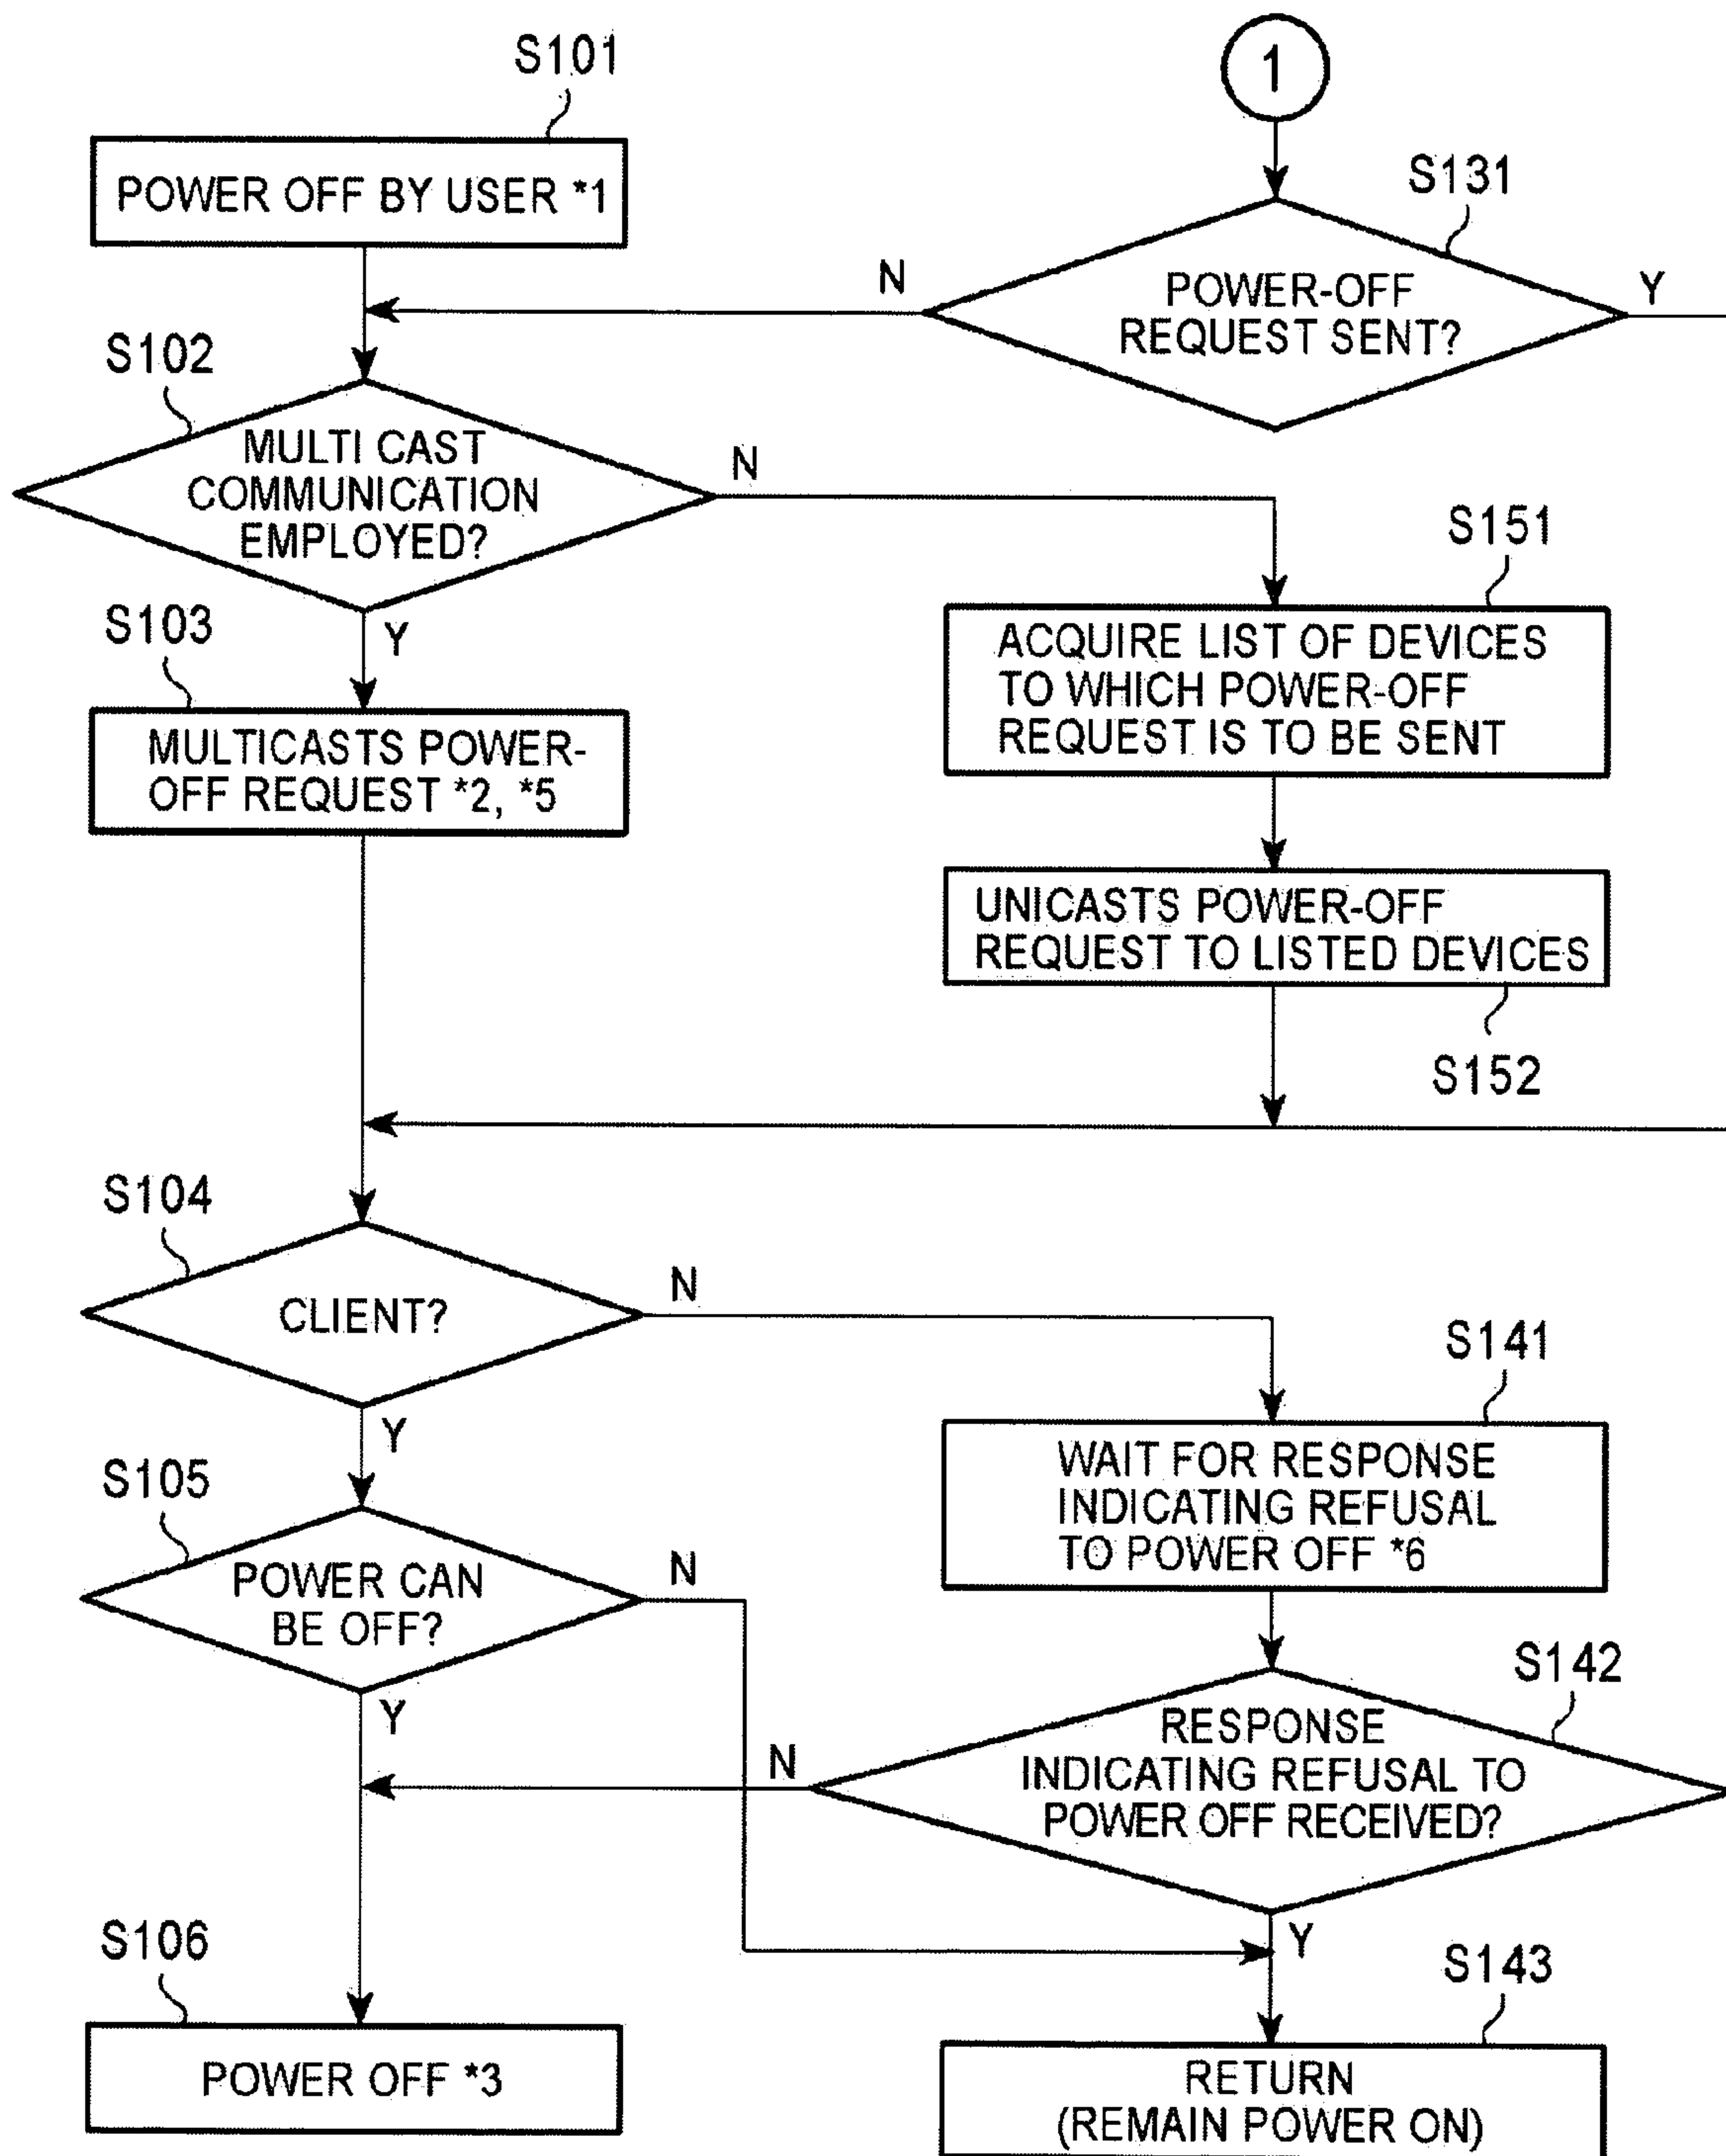 S101
POWER OFF BY USER *1
1
S131
POWER-OFF
REQUEST SENT?
N
Y
S102
MULTI CAST
COMMUNICATION
EMPLOYED?
N
Y
S103
MULTICASTS POWER-
OFF REQUEST *2, *5
S151
ACQUIRE LIST OF DEVICES
TO WHICH POWER-OFF
REQUEST IS TO BE SENT
UNICASTS POWER-OFF
REQUEST TO LISTED DEVICES
S152
S104
CLIENT?
N
Y
S141
WAIT FOR RESPONSE
INDICATING REFUSAL
TO POWER OFF *6
S105
POWER CAN
BE OFF?
N
Y
S142
RESPONSE
INDICATING REFUSAL TO
POWER OFF RECEIVED?
N
Y
S106
POWER OFF *3
S143
RETURN
(REMAIN POWER ON)